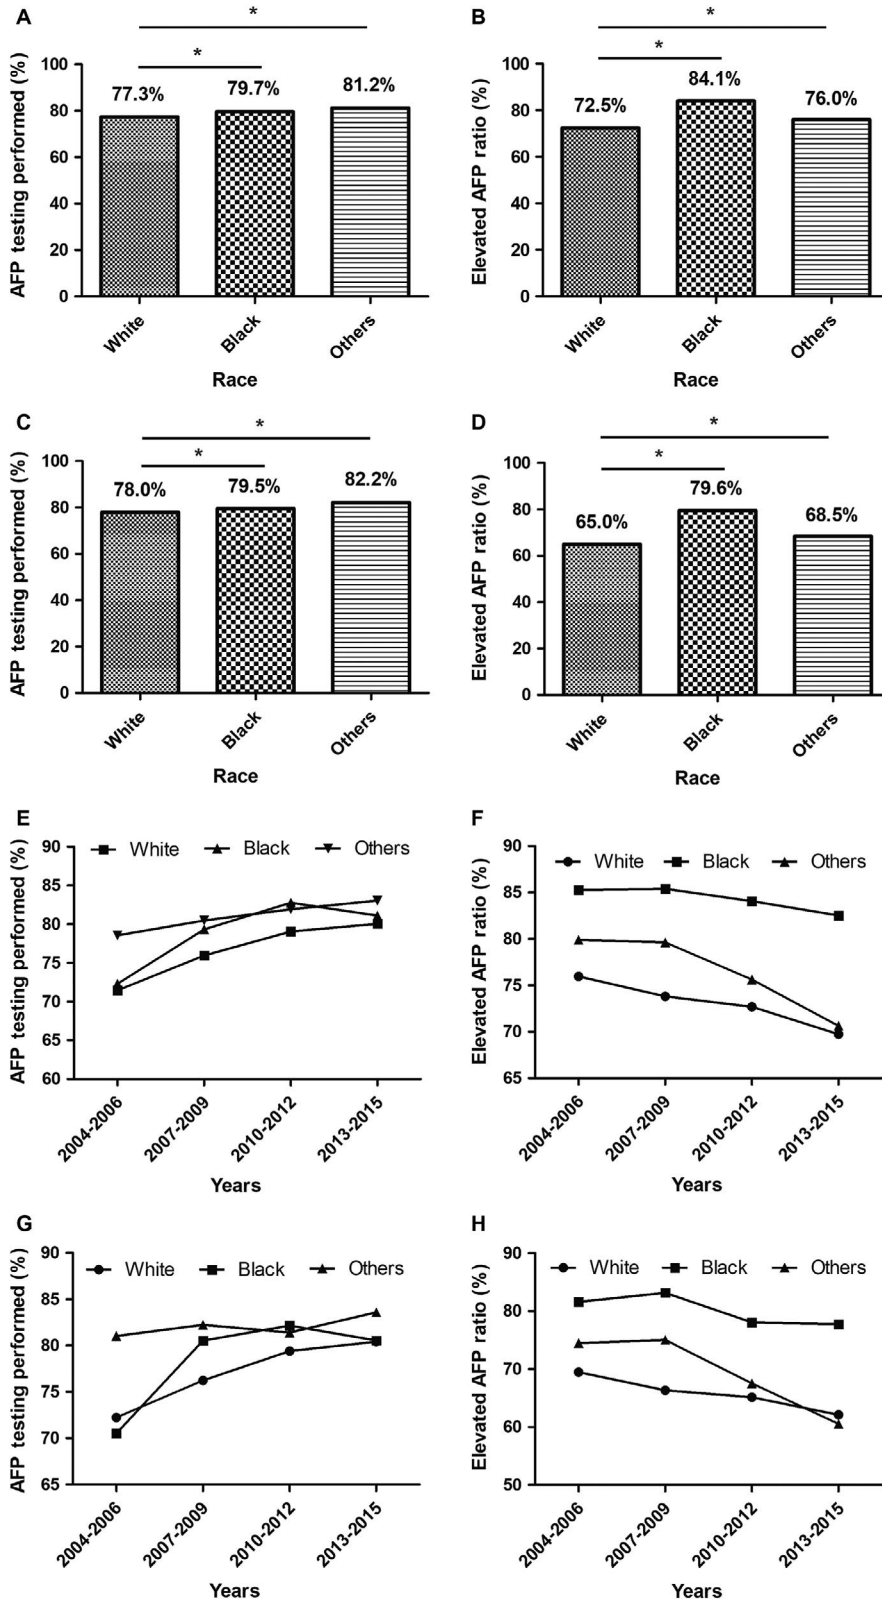 A
*
*
AFP testing performed (%)
100
80
60
40
20
0
77.3%
79.7%
81.2%
White
Black
Others
Race
B
*
*
Elevated AFP ratio (%)
100
80
60
40
20
0
72.5%
84.1%
76.0%
White
Black
Others
Race
C
*
*
AFP testing performed (%)
100
80
60
40
20
0
78.0%
79.5%
82.2%
White
Black
Others
Race
D
*
*
Elevated AFP ratio (%)
100
80
60
40
20
0
65.0%
79.6%
68.5%
White
Black
Others
Race
E
AFP testing performed (%)
90
85
80
75
70
65
60
White Black Others
2004-2006
2007-2009
2010-2012
2013-2015
Years
F
Elevated AFP ratio (%)
90
85
80
75
70
65
White Black Others
2004-2006
2007-2009
2010-2012
2013-2015
Years
G
AFP testing performed (%)
90
85
80
75
70
65
White Black Others
2004-2006
2007-2009
2010-2012
2013-2015
Years
H
Elevated AFP ratio (%)
90
80
70
60
50
White Black Others
2004-2006
2007-2009
2010-2012
2013-2015
Years